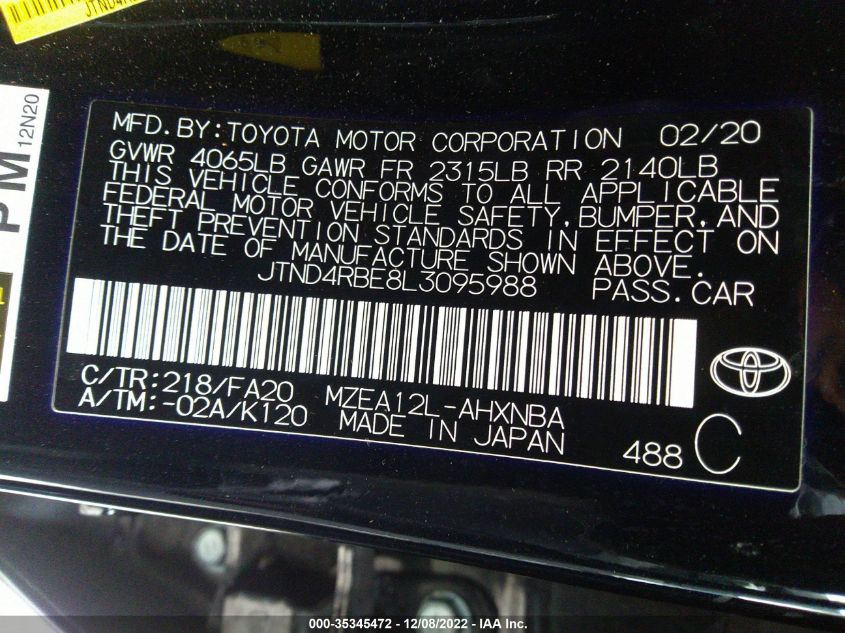 JTND4R
12N20
PM
MFD.BY:TOYOTA MOTOR CORPORATION 02/20
GVWR 4065LB GAWR FR 2315LB RR 2140LB
THIS VEHICLE CONFORMS TO ALL APPLICABLE
FEDERAL MOTOR VEHICLE SAFETY,BUMPER,AND
THEFT PREVENTION STANDARDS IN EFFECT ON
THE DATE OF MANUFACTURE SHOWN ABOVE.
JTND4RBE8L3095988 PASS.CAR
C/TR:218/FA20 MZEA12L-AHXNBA
A/TM:-02A/K120 MADE IN JAPAN
488 C
000-35345472 - 12/08/2022 - IAA Inc.